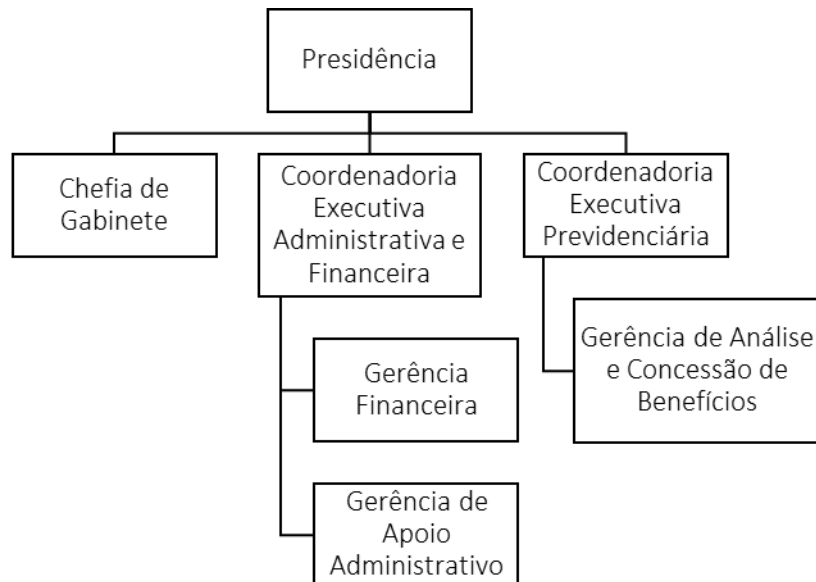 Presidência
Chefia de
Gabinete
Coordenadoria
Executiva
Administrativa e
Financeira
Coordenadoria
Executiva
Previdenciária
Gerência
Financeira
Gerência de
Apoio
Administrativo
Gerência de Análise
e Concessão de
Benefícios